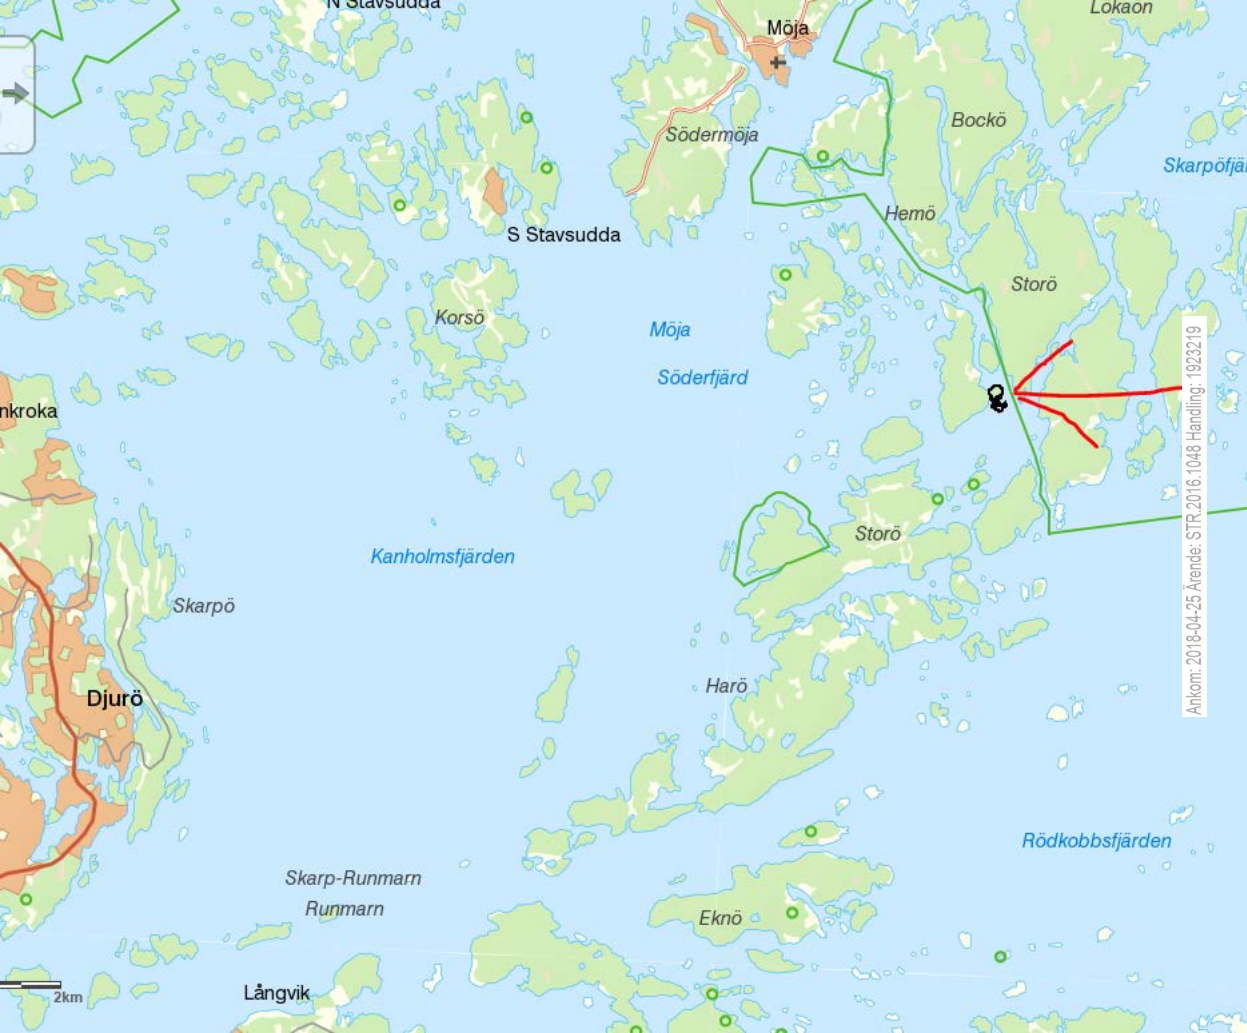 N Stavsudda
Möja
Lokaön
Södermöja
Bockö
Skarpöfjä
Hemö
S Stavsudda
Storö
Korsö
Möja
Söderfjärd
Ankom: 2018-04-25 Ärende: STR.2016.1048 Handling: 1923219
nkroka
Storö
Kanholmsfjärden
Skarpö
Harö
Djurö
Rödkobbsfjärden
Skarp-Runmarn
Runmarn
Eknö
Långvik
2km